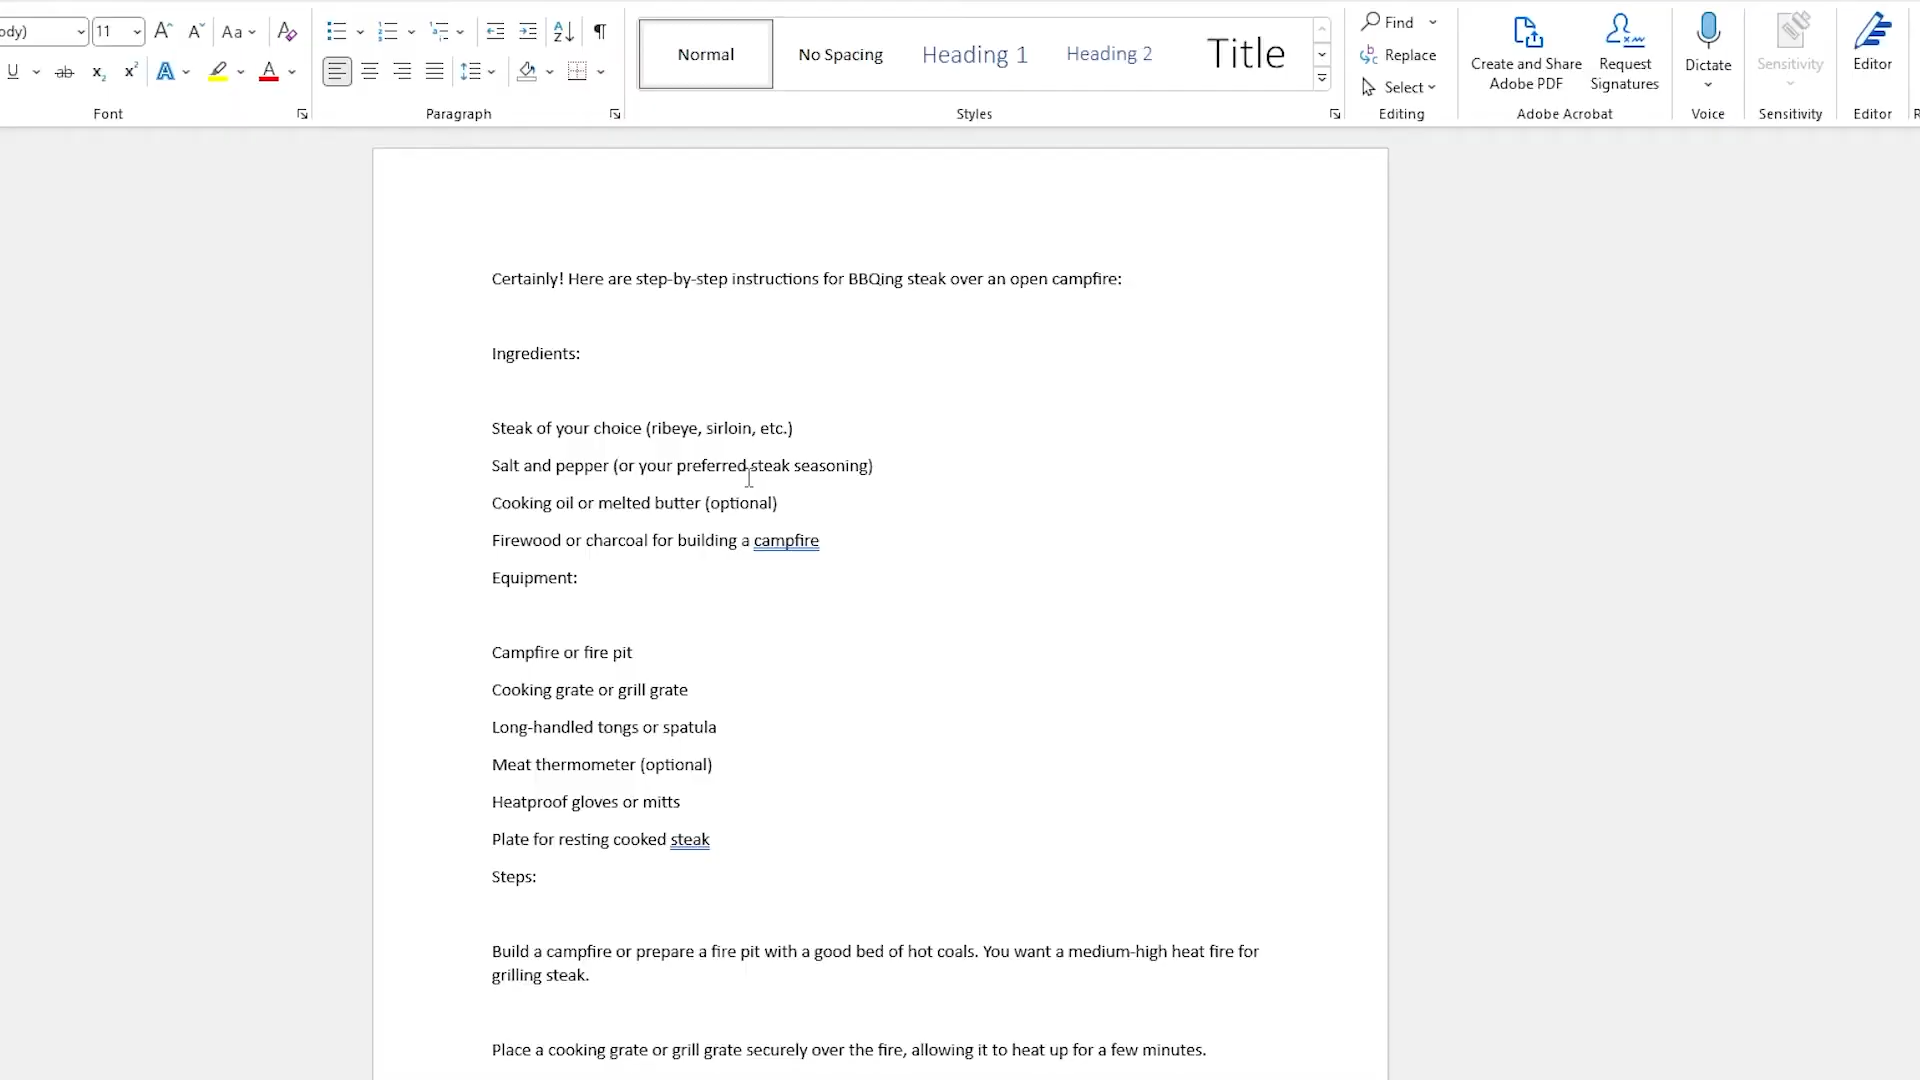 ody)
11
Aa
Find
Replace
Select
Normal
No Spacing
Heading 1
Heading 2
Title
Create and Share
Adobe PDF
Request
Signatures
Dictate
Sensitivity
Editor
Font
Paragraph
Styles
Editing
Adobe Acrobat
Voice
Sensitivity
Editor
Certainly! Here are step-by-step instructions for BBQing steak over an open campfire:
Ingredients:
Steak of your choice (ribeye, sirloin, etc.)
Salt and pepper (or your preferred steak seasoning)
Cooking oil or melted butter (optional)
Firewood or charcoal for building a campfire
Equipment:
Campfire or fire pit
Cooking grate or grill grate
Long-handled tongs or spatula
Meat thermometer (optional)
Heatproof gloves or mitts
Plate for resting cooked steak
Steps:
Build a campfire or prepare a fire pit with a good bed of hot coals. You want a medium-high heat fire for
grilling steak.
Place a cooking grate or grill grate securely over the fire, allowing it to heat up for a few minutes.